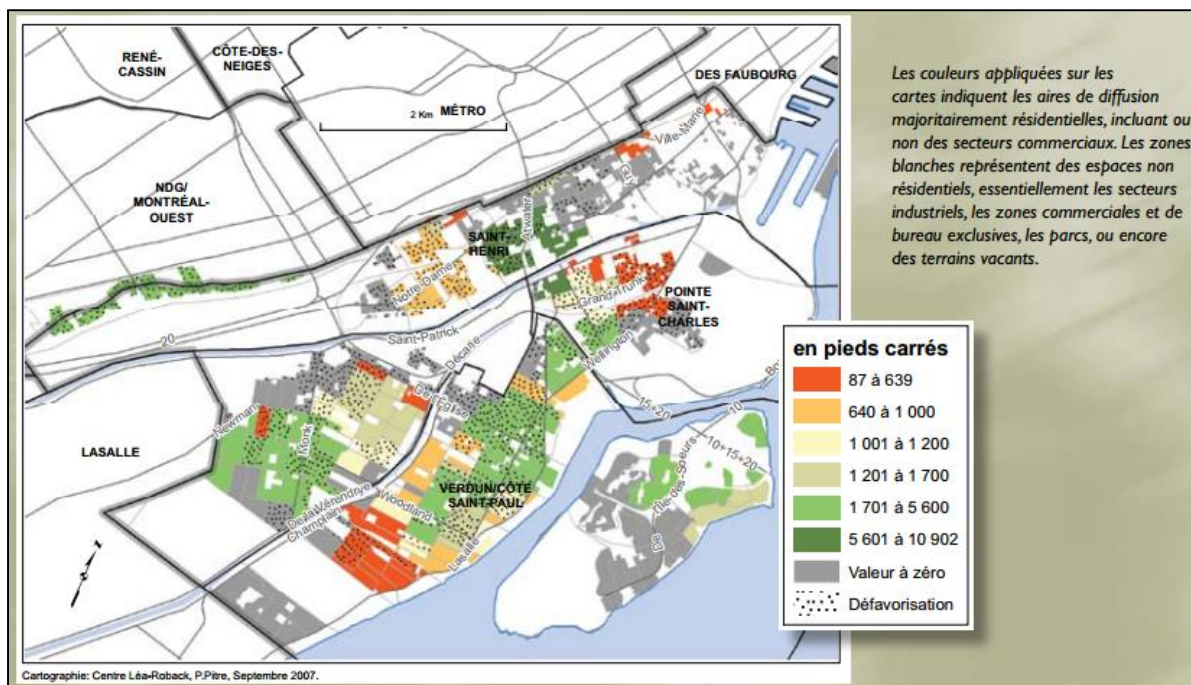 RENÉ-
CASSIN
CÔTE-DES-
NEIGES
DES FAUBOURG
2 Km MÉTRO
Ville-Marie
Guy
NDG/
MONTRÉAL-
OUEST
SAINT-
HENRI
Atwater
Notre-Dame
Grand-Trunk
POINTE
SAINT-
CHARLES
20
Saint-Patrick
Décarie
Wellington
De l'Église
15+20
10
Bo
10+15+20
Newman
Monk
LASALLE
L'Île-des-Soeurs
VERDUN/CÔTE
SAINT-PAUL
De la Vérendrye
Woodland
Champlain
Lasalle
Les couleurs appliquées sur les
cartes indiquent les aires de diffusion
majoritairement résidentielles, incluant ou
non des secteurs commerciaux. Les zones
blanches représentent des espaces non
résidentiels, essentiellement les secteurs
industriels, les zones commerciales et de
bureau exclusives, les parcs, ou encore
des terrains vacants.
en pieds carrés
87 à 639
640 à 1 000
1 001 à 1 200
1 201 à 1 700
1 701 à 5 600
5 601 à 10 902
Valeur à zéro
Défavorisation
Cartographie: Centre Léa-Roback, P.Pitre, Septembre 2007.